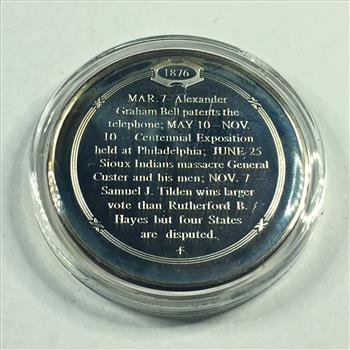 1876
MAR. 7 Alexander
Graham Bell patents the
telephone; MAY 10 - NOV.
10 - Centennial Exposition
held at Philadelphia; JUNE 25
- Sioux Indians massacre General
Custer and his men; NOV. 7
Samuel J. Tilden wins larger
vote than Rutherford B.
Hayes but four States
are disputed.